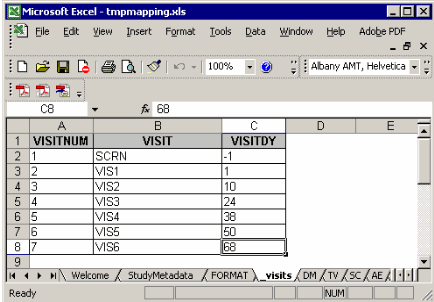 Microsoft Excel - tmpmapping.xls
File Edit View Insert Format Tools Data Window Help Adobe PDF
100% Albany AMT, Helvetica
C8 fx 68
A B C D E
1 VISITNUM VISIT VISITDY
2 1 SCRN -1
3 2 VIS1 1
4 3 VIS2 10
5 4 VIS3 24
6 5 VIS4 38
7 6 VIS5 50
8 7 VIS6 68
9
Welcome / StudyMetadata / FORMAT \ _visits / DM / TV / SC / AE /
Ready NUM